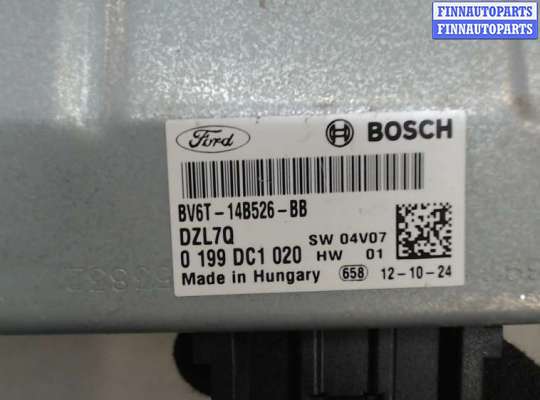 FINNAUTOPARTS
FINNAUTOPARTS
Ford
BOSCH
BV6T-14B526-BB
DZL7Q
SW 04V07
0 199 DC1 020
HW 01
Made in Hungary
658
12-10-24